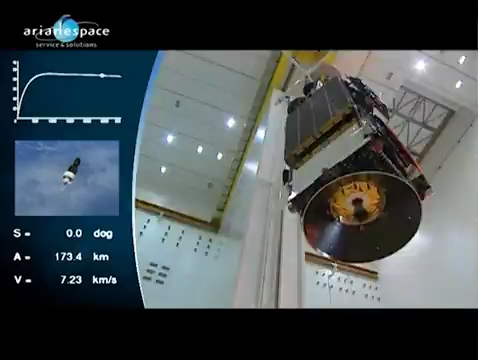 arianespace
service & solutions
S = 0.0 dog
A = 173.4 km
V = 7.23 km/s